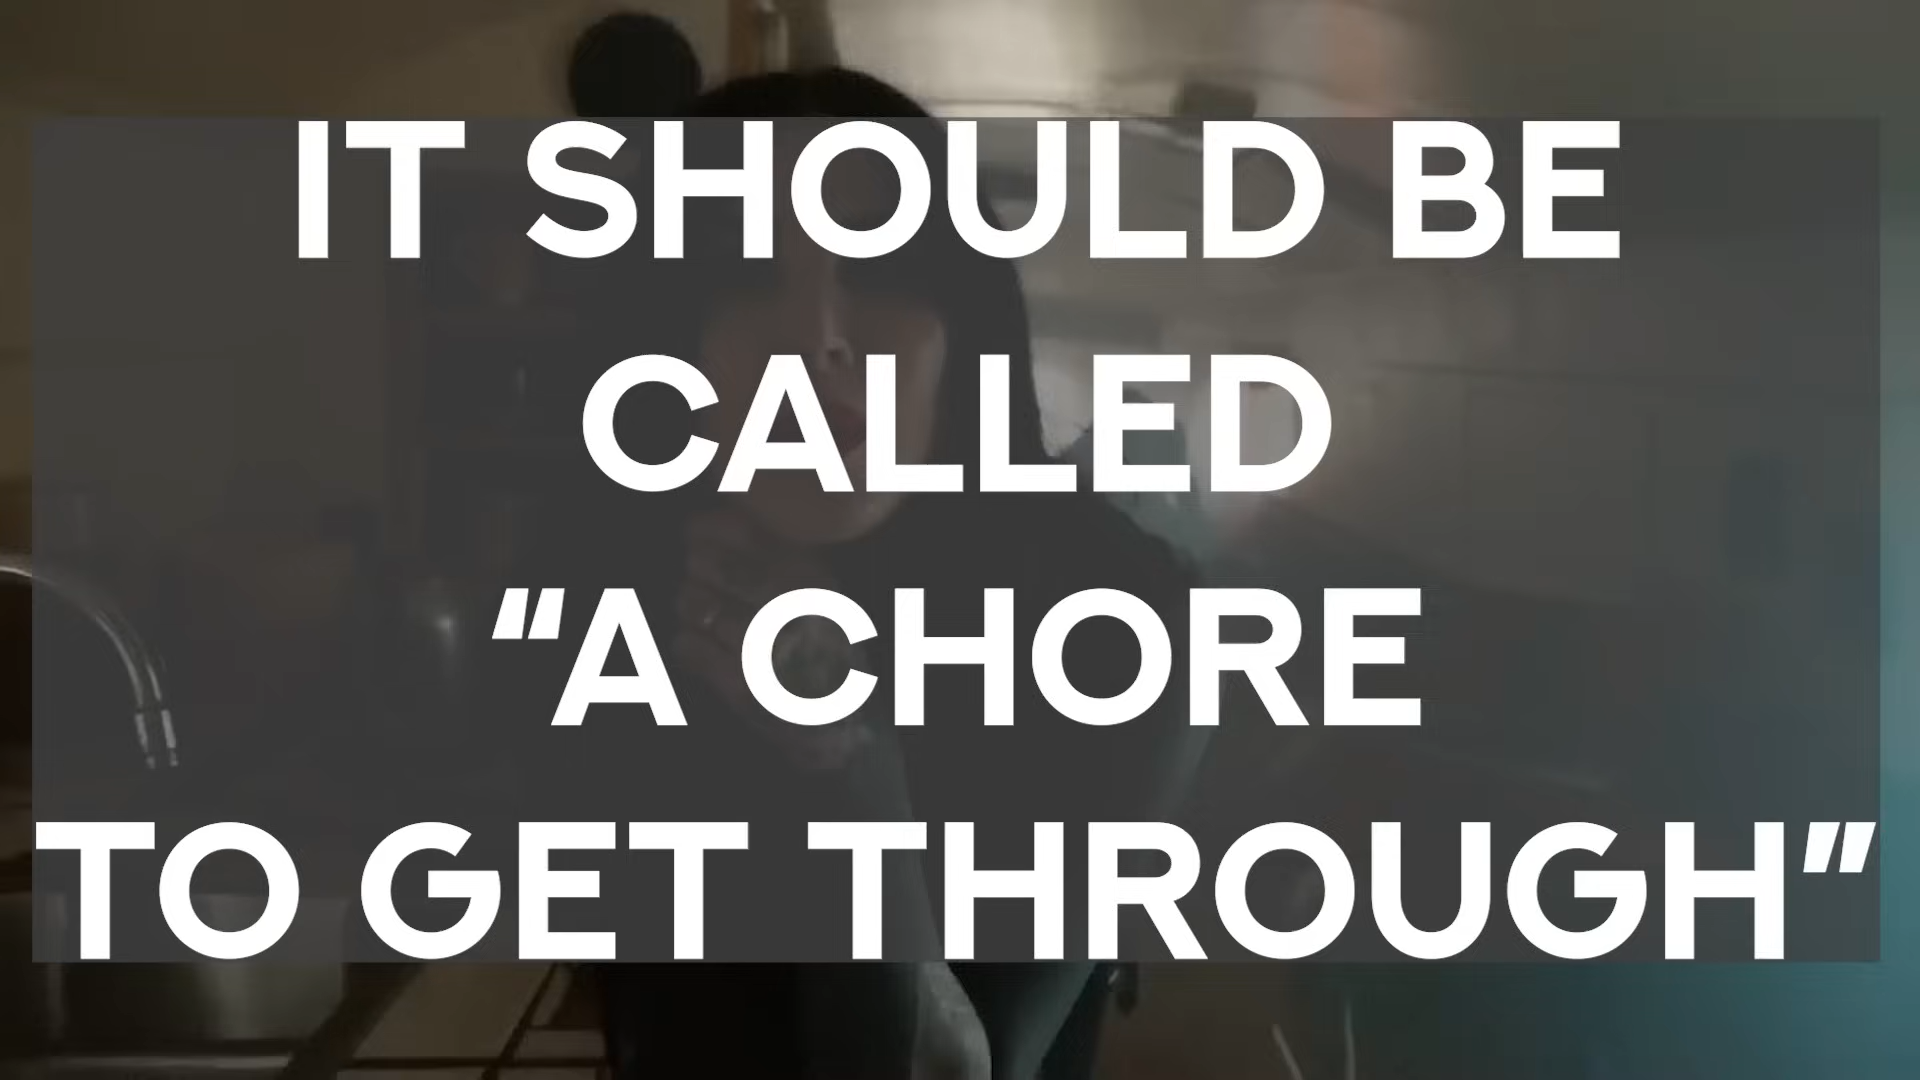 IT SHOULD BE
CALLED
“A CHORE
TO GET THROUGH”